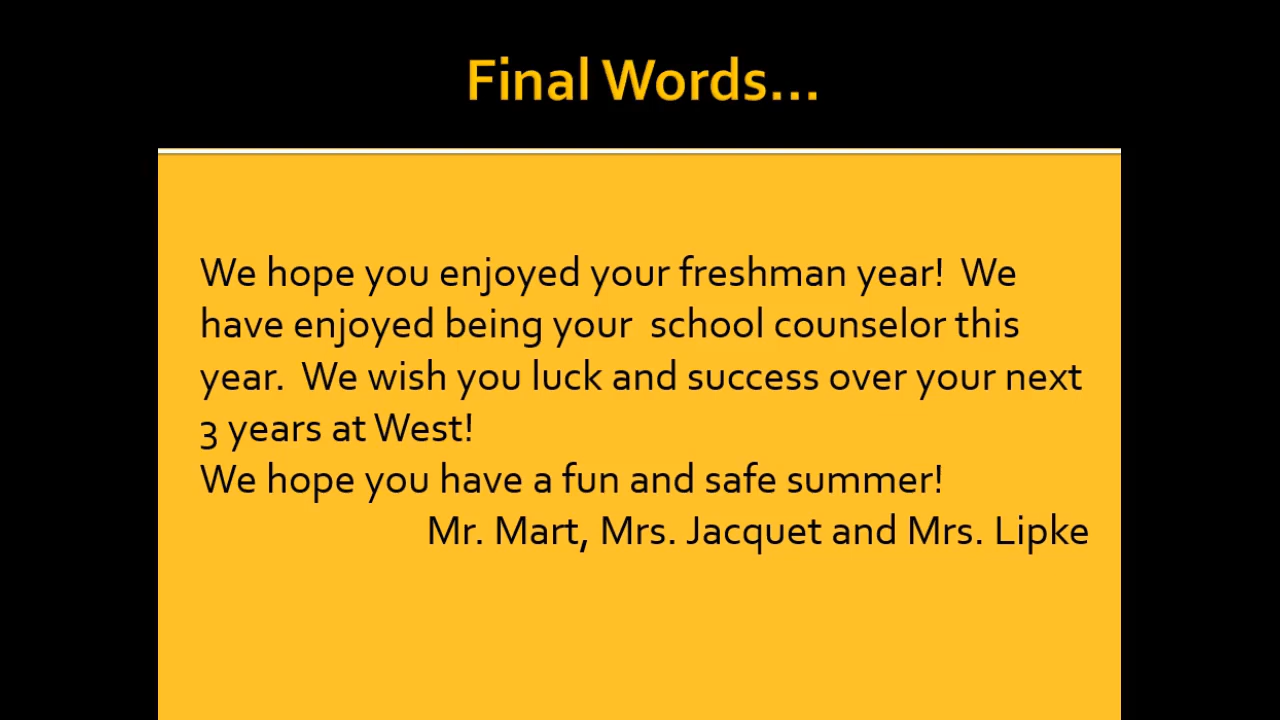 Final Words...
We hope you enjoyed your freshman year!  We
have enjoyed being your  school counselor this
year.  We wish you luck and success over your next
3 years at West!
We hope you have a fun and safe summer!
Mr. Mart, Mrs. Jacquet and Mrs. Lipke